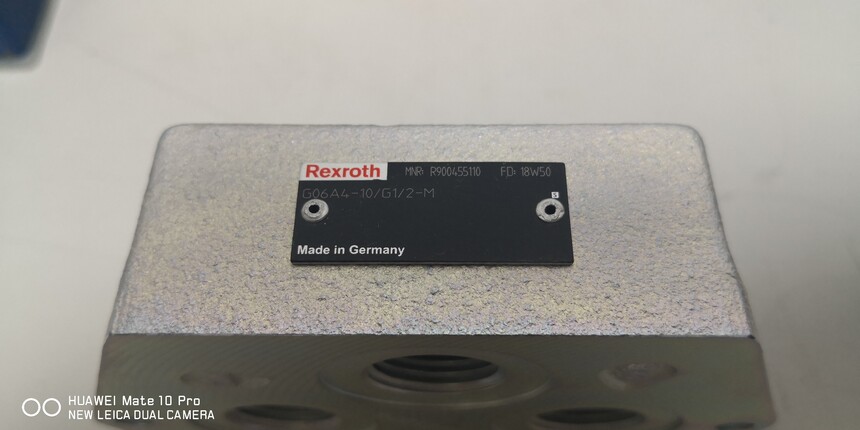 Rexroth MNR: R900455110 FD: 18W50
G06A4-10/G1/2-M
S
Made in Germany
HUAWEI Mate 10 Pro
NEW LEICA DUAL CAMERA